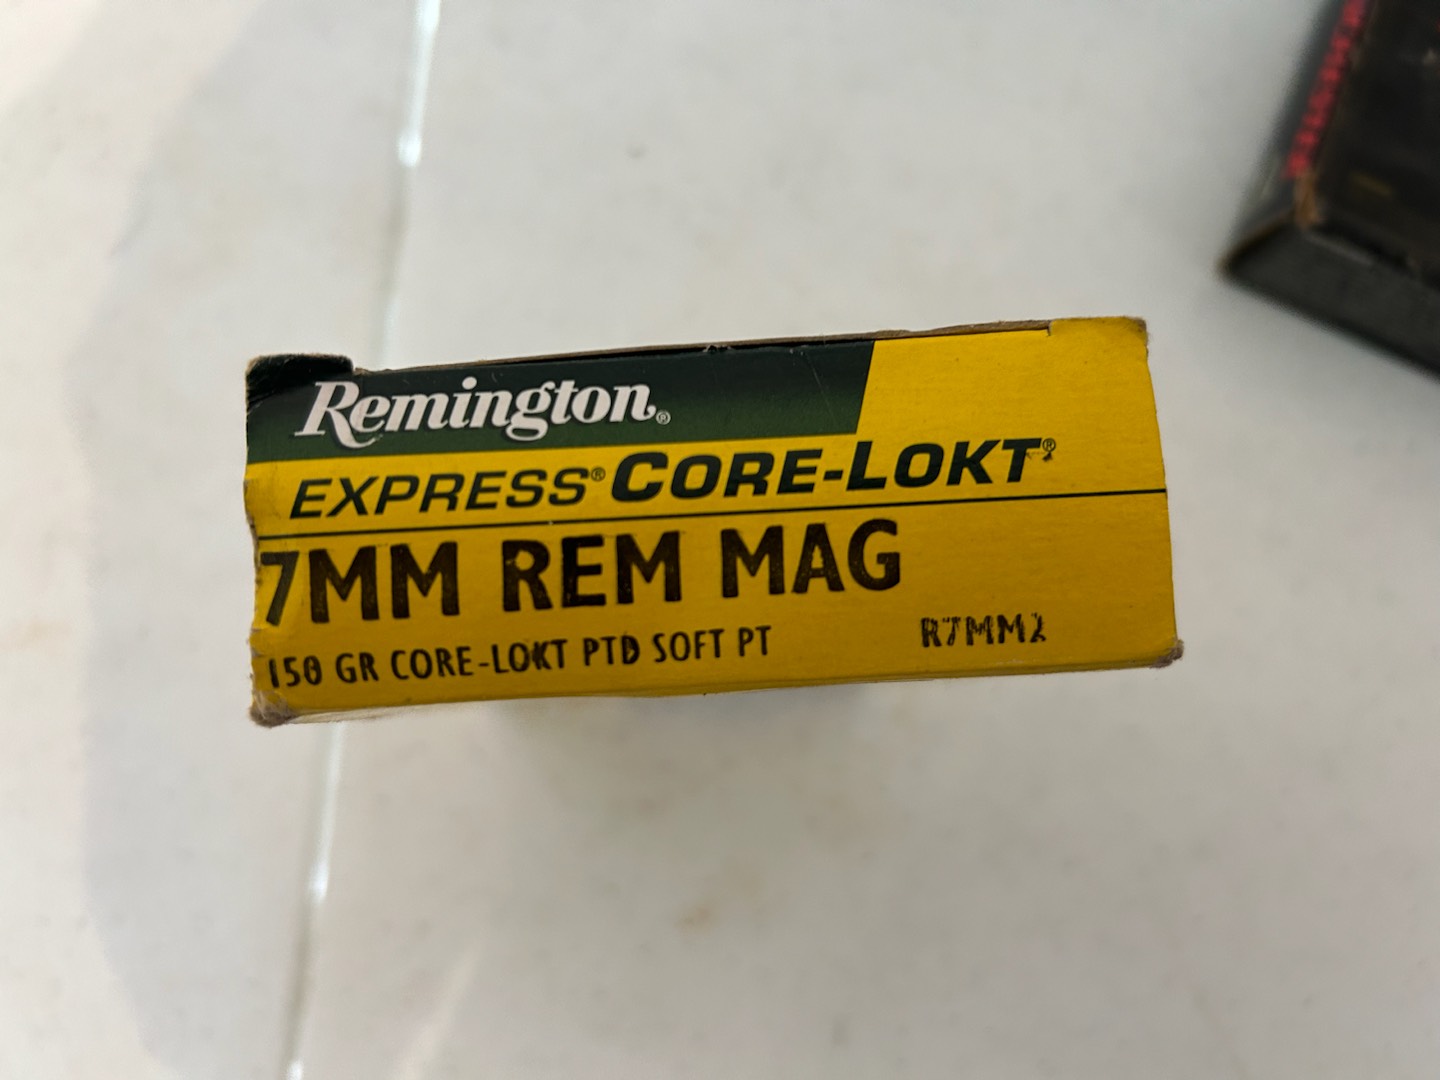 Remington®
EXPRESS® CORE-LOKT®
7MM REM MAG
150 GR CORE-LOKT PTD SOFT PT
R7MM2